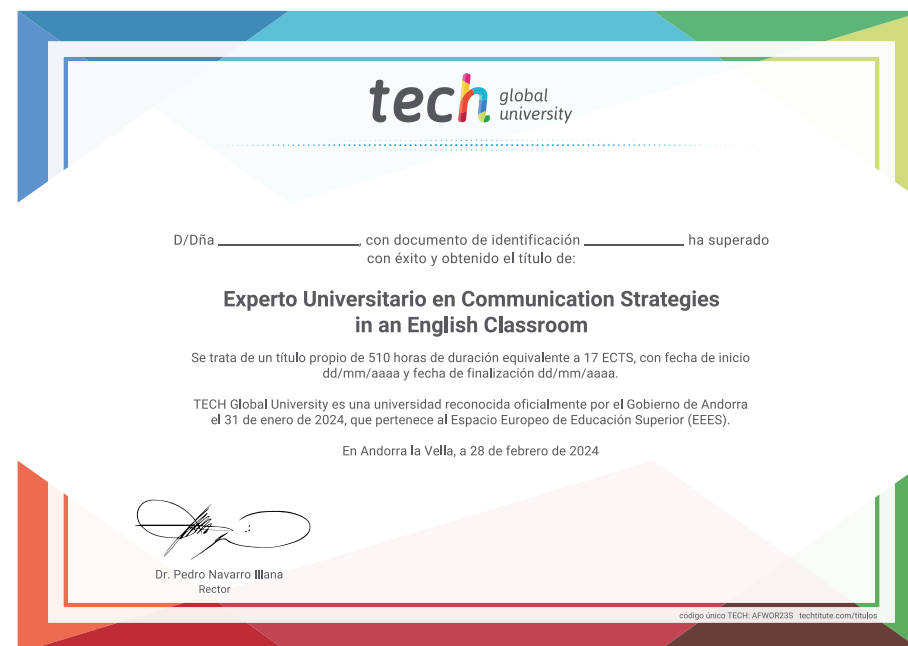 tech global
university
D/Dña ____________________, con documento de identificación ______________ ha superado
con éxito y obtenido el título de:
Experto Universitario en Communication Strategies
in an English Classroom
Se trata de un título propio de 510 horas de duración equivalente a 17 ECTS, con fecha de inicio
dd/mm/aaaa y fecha de finalización dd/mm/aaaa.
TECH Global University es una universidad reconocida oficialmente por el Gobierno de Andorra
el 31 de enero de 2024, que pertenece al Espacio Europeo de Educación Superior (EEES).
En Andorra la Vella, a 28 de febrero de 2024
Dr. Pedro Navarro Illana
Rector
código único TECH: AFWOR23S techtitute.com/titulos